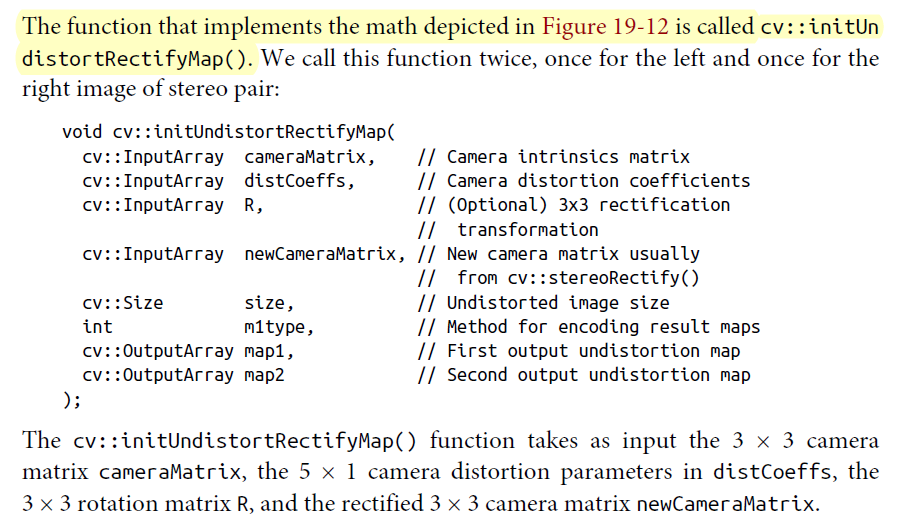 The function that implements the math depicted in Figure 19-12 is called cv::initUn
distortRectifyMap(). We call this function twice, once for the left and once for the
right image of stereo pair:
void cv::initUndistortRectifyMap(
  cv::InputArray  cameraMatrix,    // Camera intrinsics matrix
  cv::InputArray  distCoeffs,      // Camera distortion coefficients
  cv::InputArray  R,               // (Optional) 3x3 rectification
                                   //  transformation
  cv::InputArray  newCameraMatrix, // New camera matrix usually
                                   //  from cv::stereoRectify()
  cv::Size        size,            // Undistorted image size
  int             m1type,          // Method for encoding result maps
  cv::OutputArray map1,            // First output undistortion map
  cv::OutputArray map2             // Second output undistortion map
);
The cv::initUndistortRectifyMap() function takes as input the 3 × 3 camera
matrix cameraMatrix, the 5 × 1 camera distortion parameters in distCoeffs, the
3 × 3 rotation matrix R, and the rectified 3 × 3 camera matrix newCameraMatrix.